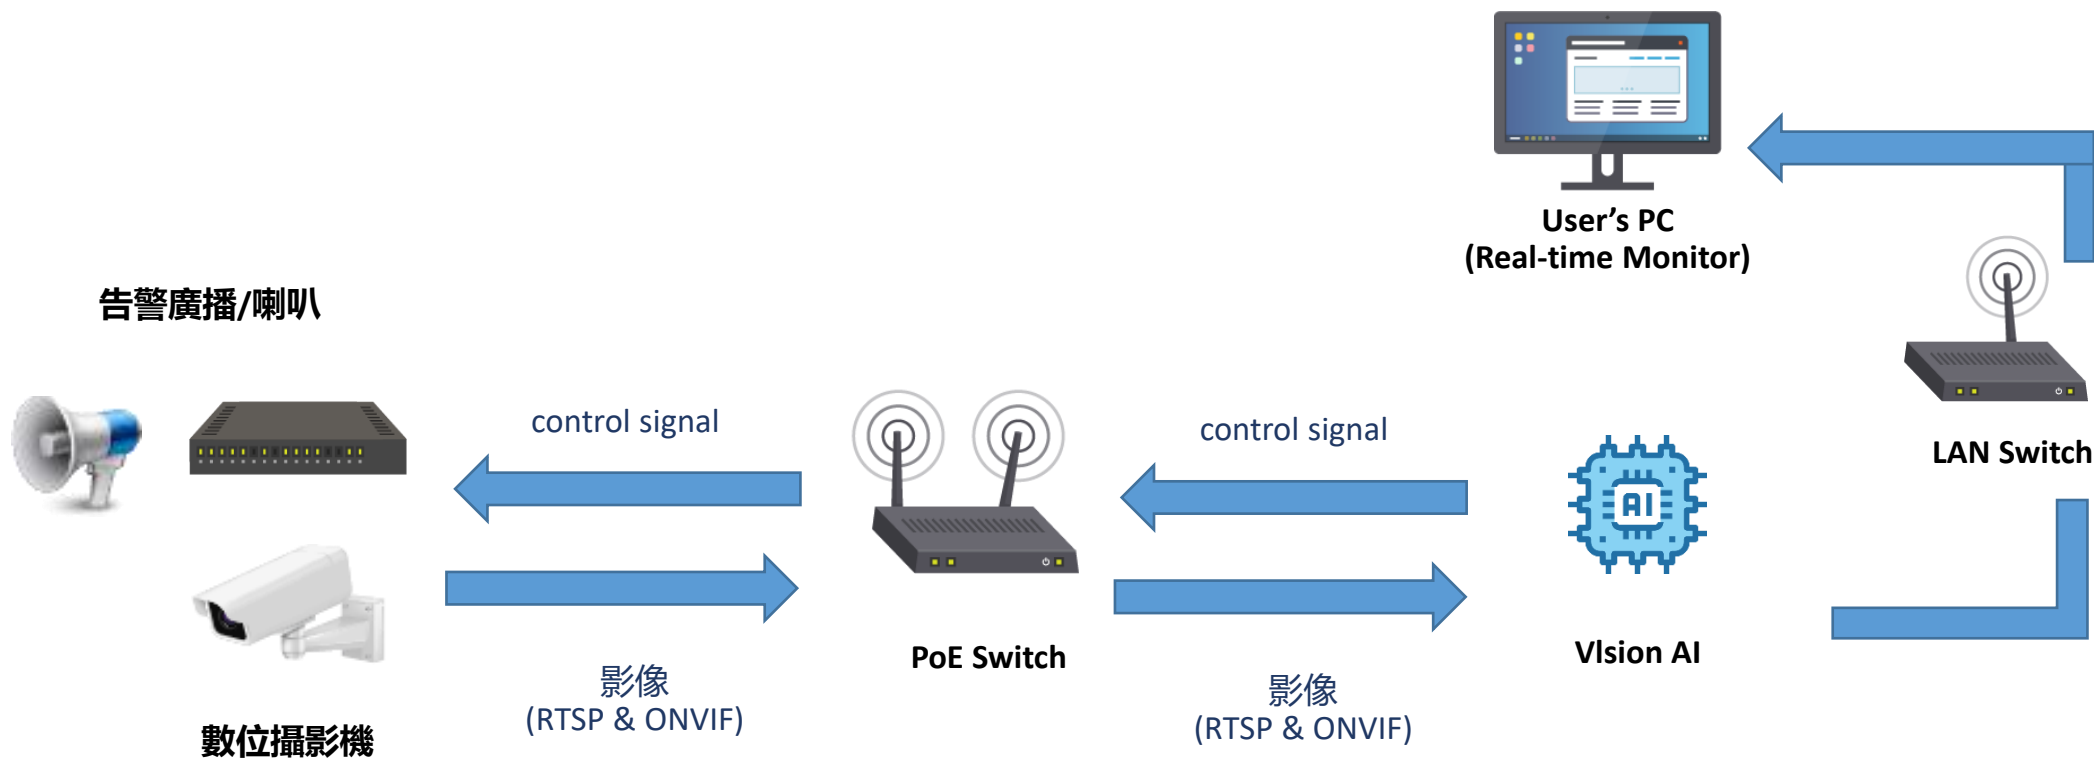 User’s PC
(Real-time Monitor)
告警廣播/喇叭
control signal
control signal
AI
LAN Switch
PoE Switch
VIsion AI
影像
(RTSP & ONVIF)
影像
(RTSP & ONVIF)
數位攝影機